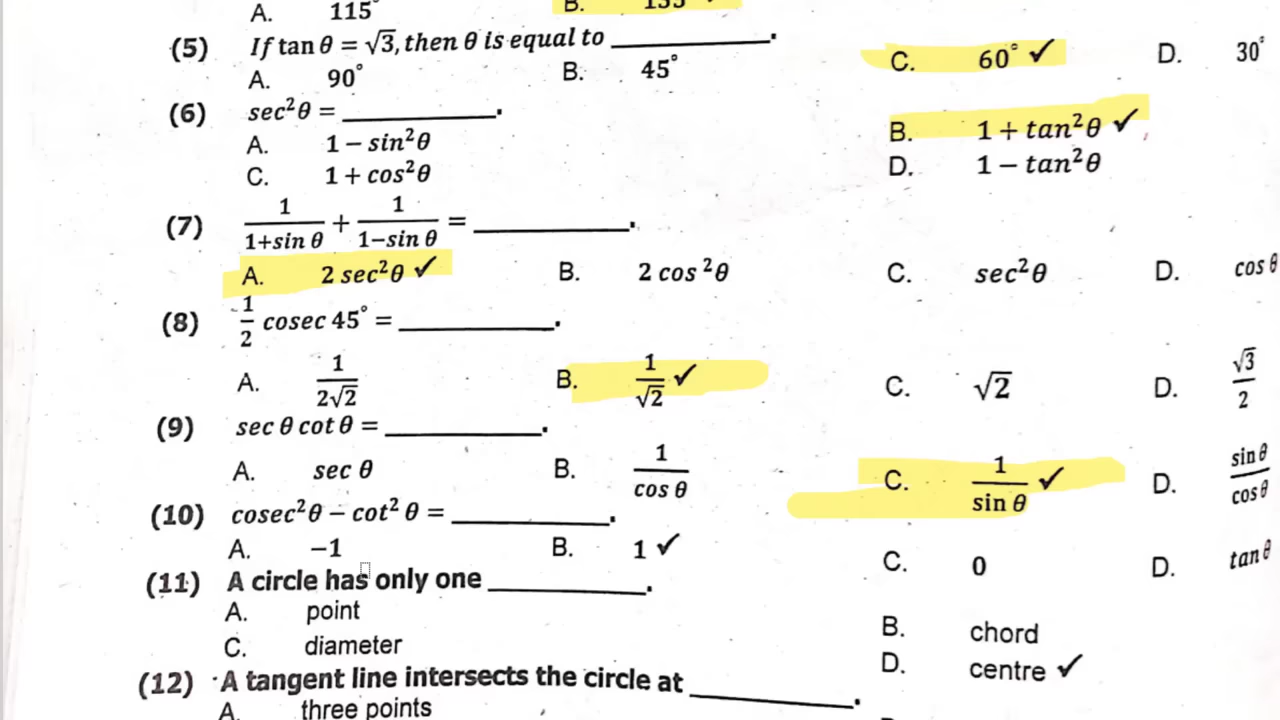 A. 115° B. 135° ✓
(5) If tan θ = √3, then θ is equal to ________.
A. 90° B. 45° C. 60° ✓ D. 30°
(6) sec²θ = ________.
A. 1 − sin²θ B. 1 + tan²θ ✓
C. 1 + cos²θ D. 1 − tan²θ
(7) 1/(1+sin θ) + 1/(1−sin θ) = ________.
A. 2 sec²θ ✓ B. 2 cos ²θ C. sec²θ D. cos θ
(8) 1/2 cosec 45° = ________.
A. 1/(2√2) B. 1/√2 ✓ C. √2 D. √3/2
(9) sec θ cot θ = ________.
A. sec θ B. 1/(cos θ) C. 1/(sin θ) ✓ D. sin θ/cos θ
(10) cosec²θ − cot² θ = ________.
A. −1 B. 1 ✓ C. 0 D. tan θ
(11) A circle has only one ________.
A. point B. chord
C. diameter D. centre ✓
(12) A tangent line intersects the circle at ________.
A. three points